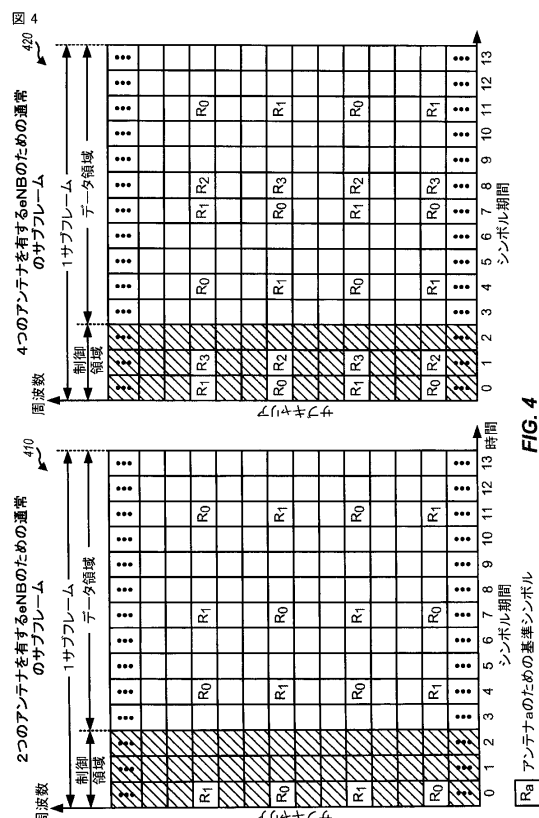 図 4
2つのアンテナを有するeNBのための通常
のサブフレーム
410
周波数
1サブフレーム
制御
領域
データ領域
サブキャリア
... ... ... ... ... ... ... ... ... ... ... ... ... ...
R1 R0 R1 R0
R0 R1 R0 R1
R1 R0 R1 R0
R0 R1 R0 R1
... ... ... ... ... ... ... ... ... ... ... ... ... ...
0 1 2 3 4 5 6 7 8 9 10 11 12 13
シンボル期間
時間
4つのアンテナを有するeNBのための通常
のサブフレーム
420
周波数
1サブフレーム
制御
領域
データ領域
サブキャリア
... ... ... ... ... ... ... ... ... ... ... ... ... ...
R1 R3 R0 R1 R2 R0
R0 R2 R1 R0 R3 R1
R1 R3 R0 R1 R2 R0
R0 R2 R1 R0 R3 R1
... ... ... ... ... ... ... ... ... ... ... ... ... ...
0 1 2 3 4 5 6 7 8 9 10 11 12 13
シンボル期間
Ra アンテナaのための基準シンボル
FIG. 4